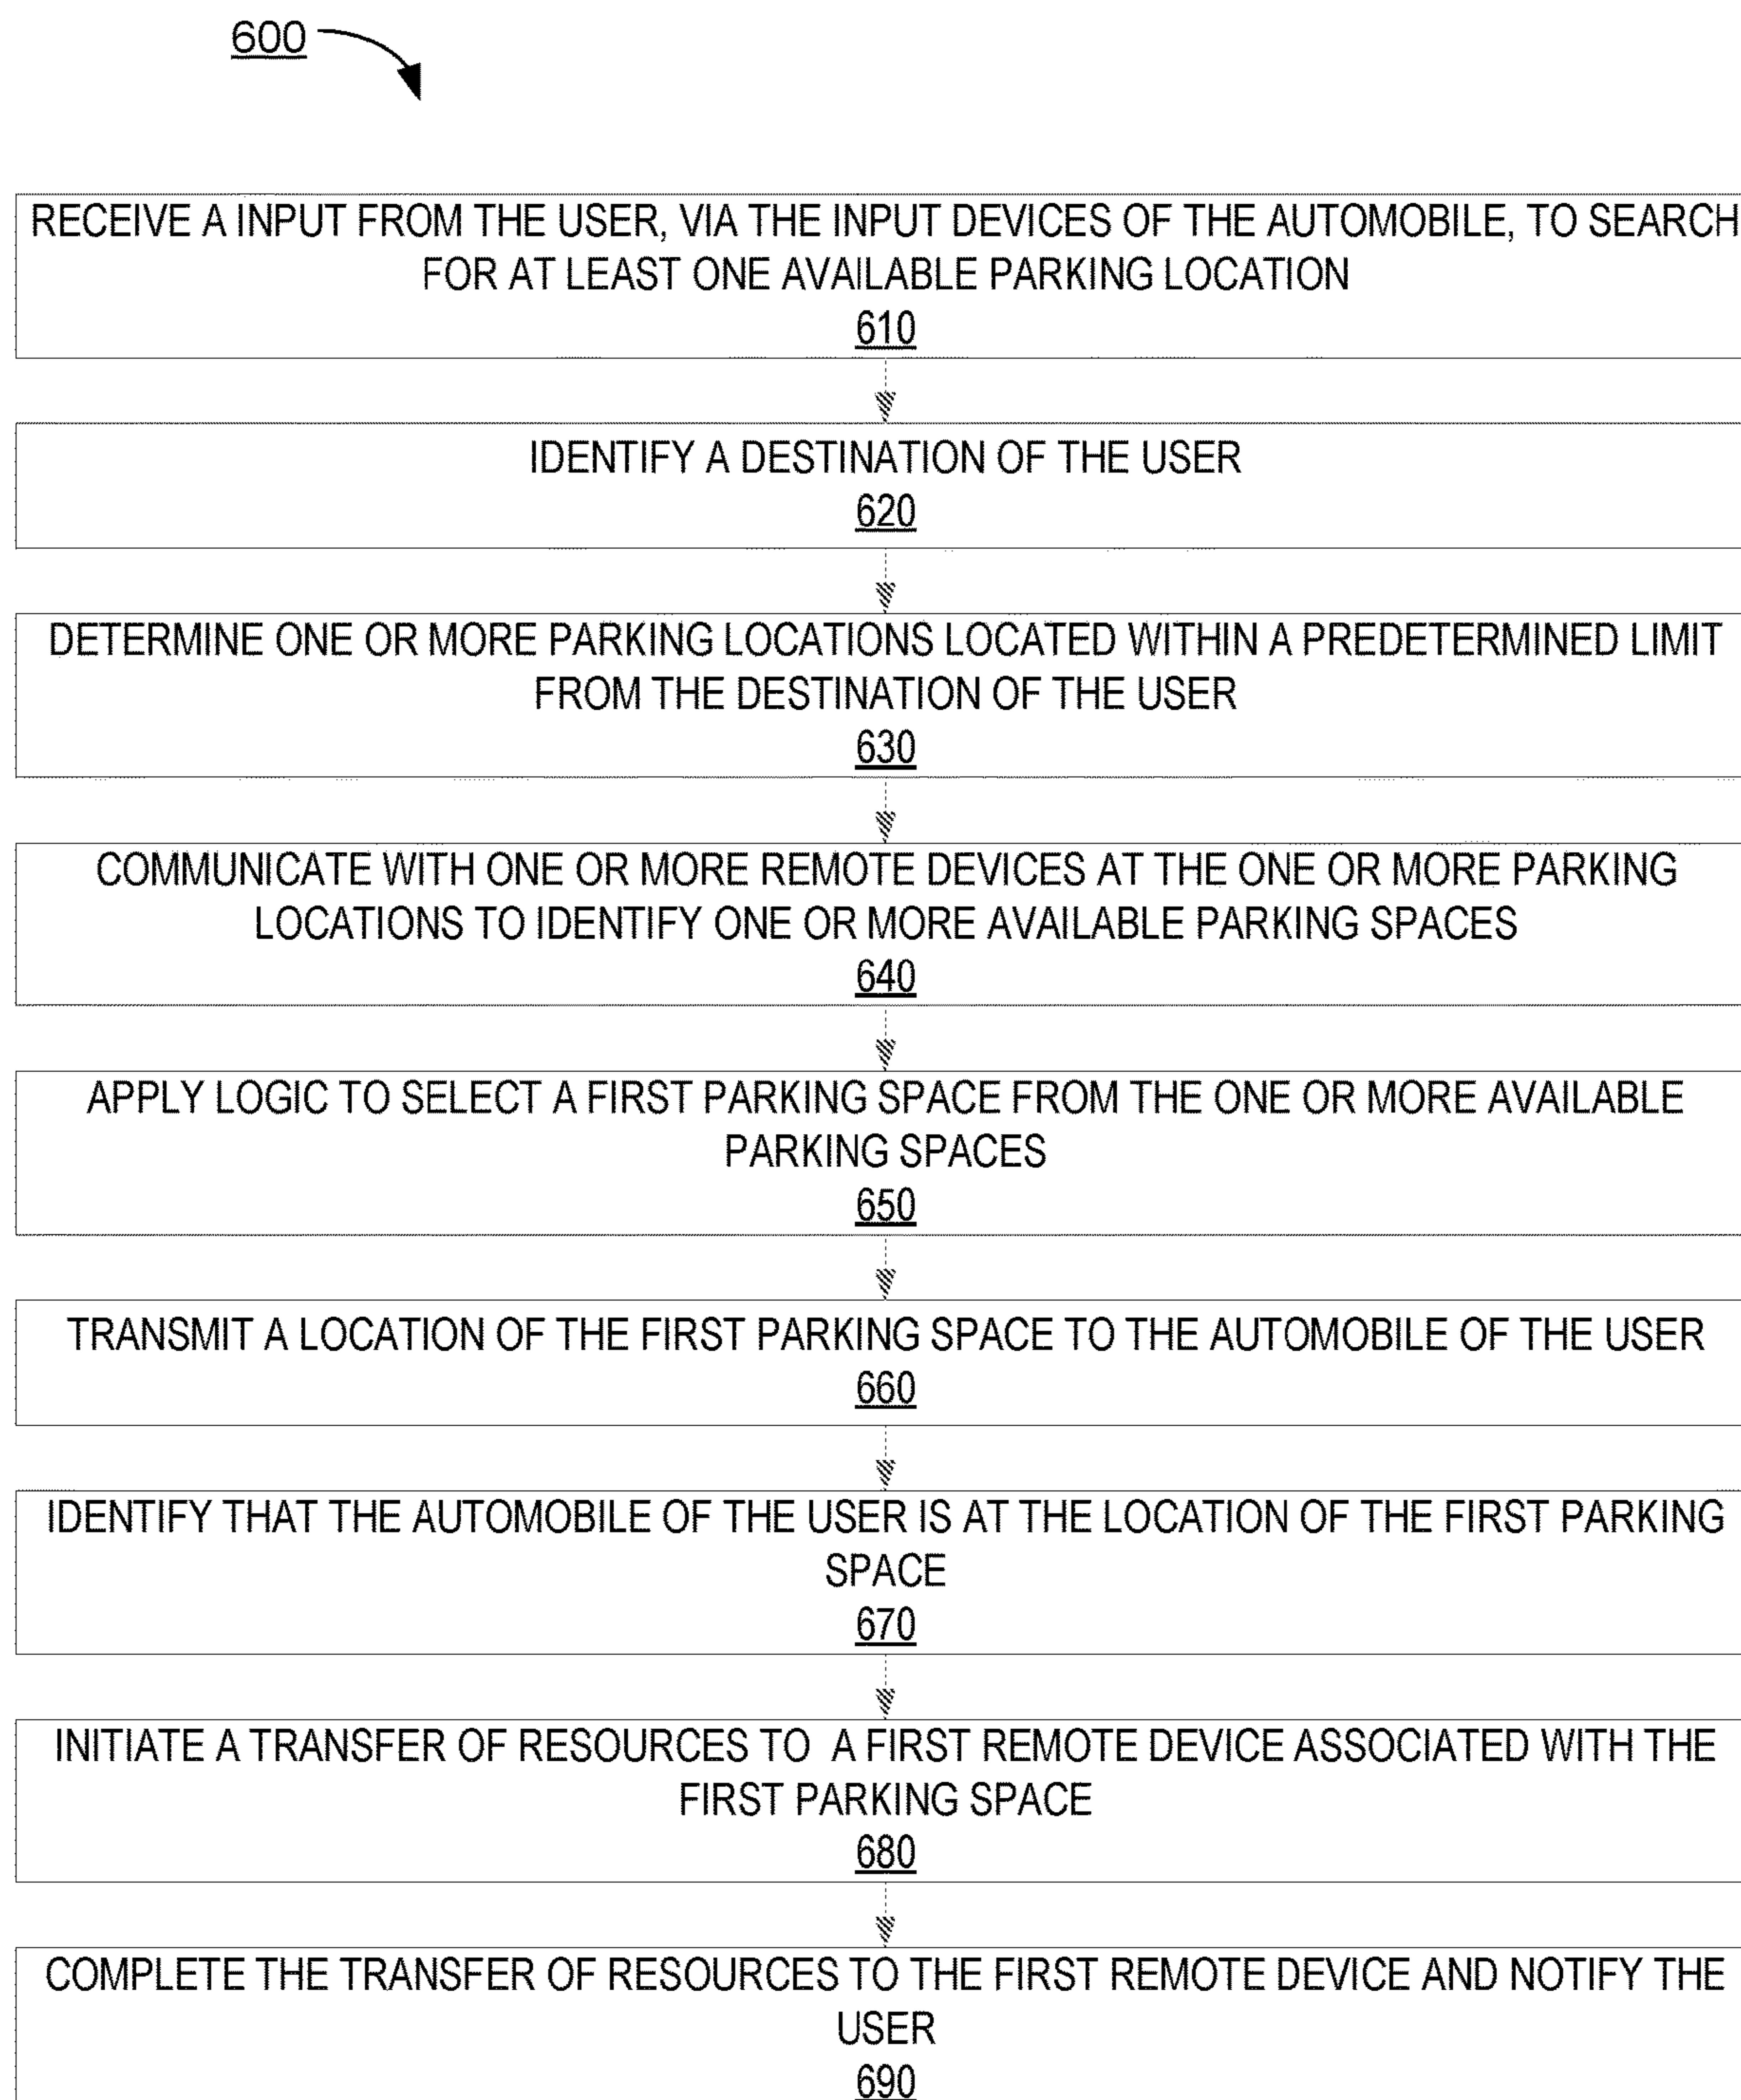 600
RECEIVE A INPUT FROM THE USER, VIA THE INPUT DEVICES OF THE AUTOMOBILE, TO SEARCH
FOR AT LEAST ONE AVAILABLE PARKING LOCATION
610
IDENTIFY A DESTINATION OF THE USER
620
DETERMINE ONE OR MORE PARKING LOCATIONS LOCATED WITHIN A PREDETERMINED LIMIT
FROM THE DESTINATION OF THE USER
630
COMMUNICATE WITH ONE OR MORE REMOTE DEVICES AT THE ONE OR MORE PARKING
LOCATIONS TO IDENTIFY ONE OR MORE AVAILABLE PARKING SPACES
640
APPLY LOGIC TO SELECT A FIRST PARKING SPACE FROM THE ONE OR MORE AVAILABLE
PARKING SPACES
650
TRANSMIT A LOCATION OF THE FIRST PARKING SPACE TO THE AUTOMOBILE OF THE USER
660
IDENTIFY THAT THE AUTOMOBILE OF THE USER IS AT THE LOCATION OF THE FIRST PARKING
SPACE
670
INITIATE A TRANSFER OF RESOURCES TO A FIRST REMOTE DEVICE ASSOCIATED WITH THE
FIRST PARKING SPACE
680
COMPLETE THE TRANSFER OF RESOURCES TO THE FIRST REMOTE DEVICE AND NOTIFY THE
USER
690